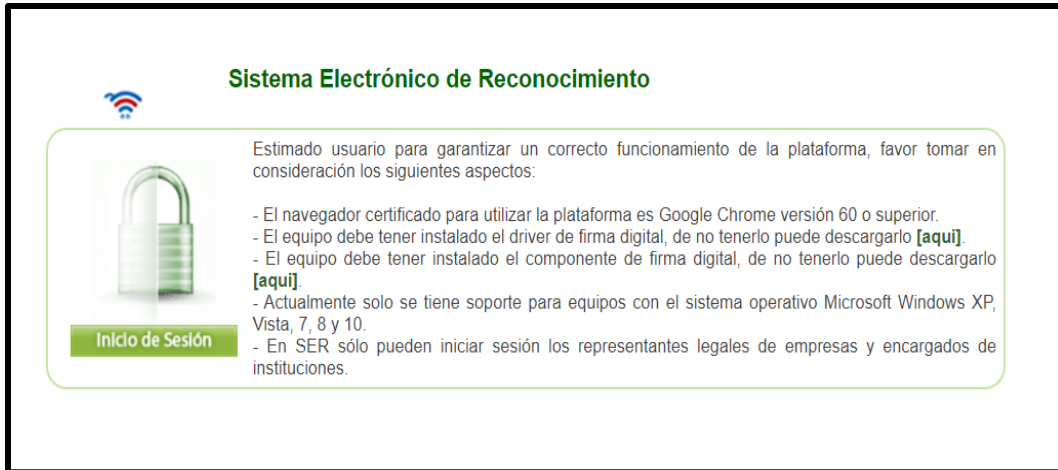 Sistema Electrónico de Reconocimiento
Estimado usuario para garantizar un correcto funcionamiento de la plataforma, favor tomar en
consideración los siguientes aspectos:
- El navegador certificado para utilizar la plataforma es Google Chrome versión 60 o superior.
- El equipo debe tener instalado el driver de firma digital, de no tenerlo puede descargarlo [aqui].
- El equipo debe tener instalado el componente de firma digital, de no tenerlo puede descargarlo
[aqui].
- Actualmente solo se tiene soporte para equipos con el sistema operativo Microsoft Windows XP,
Vista, 7, 8 y 10.
- En SER sólo pueden iniciar sesión los representantes legales de empresas y encargados de
instituciones.
Inicio de Sesión